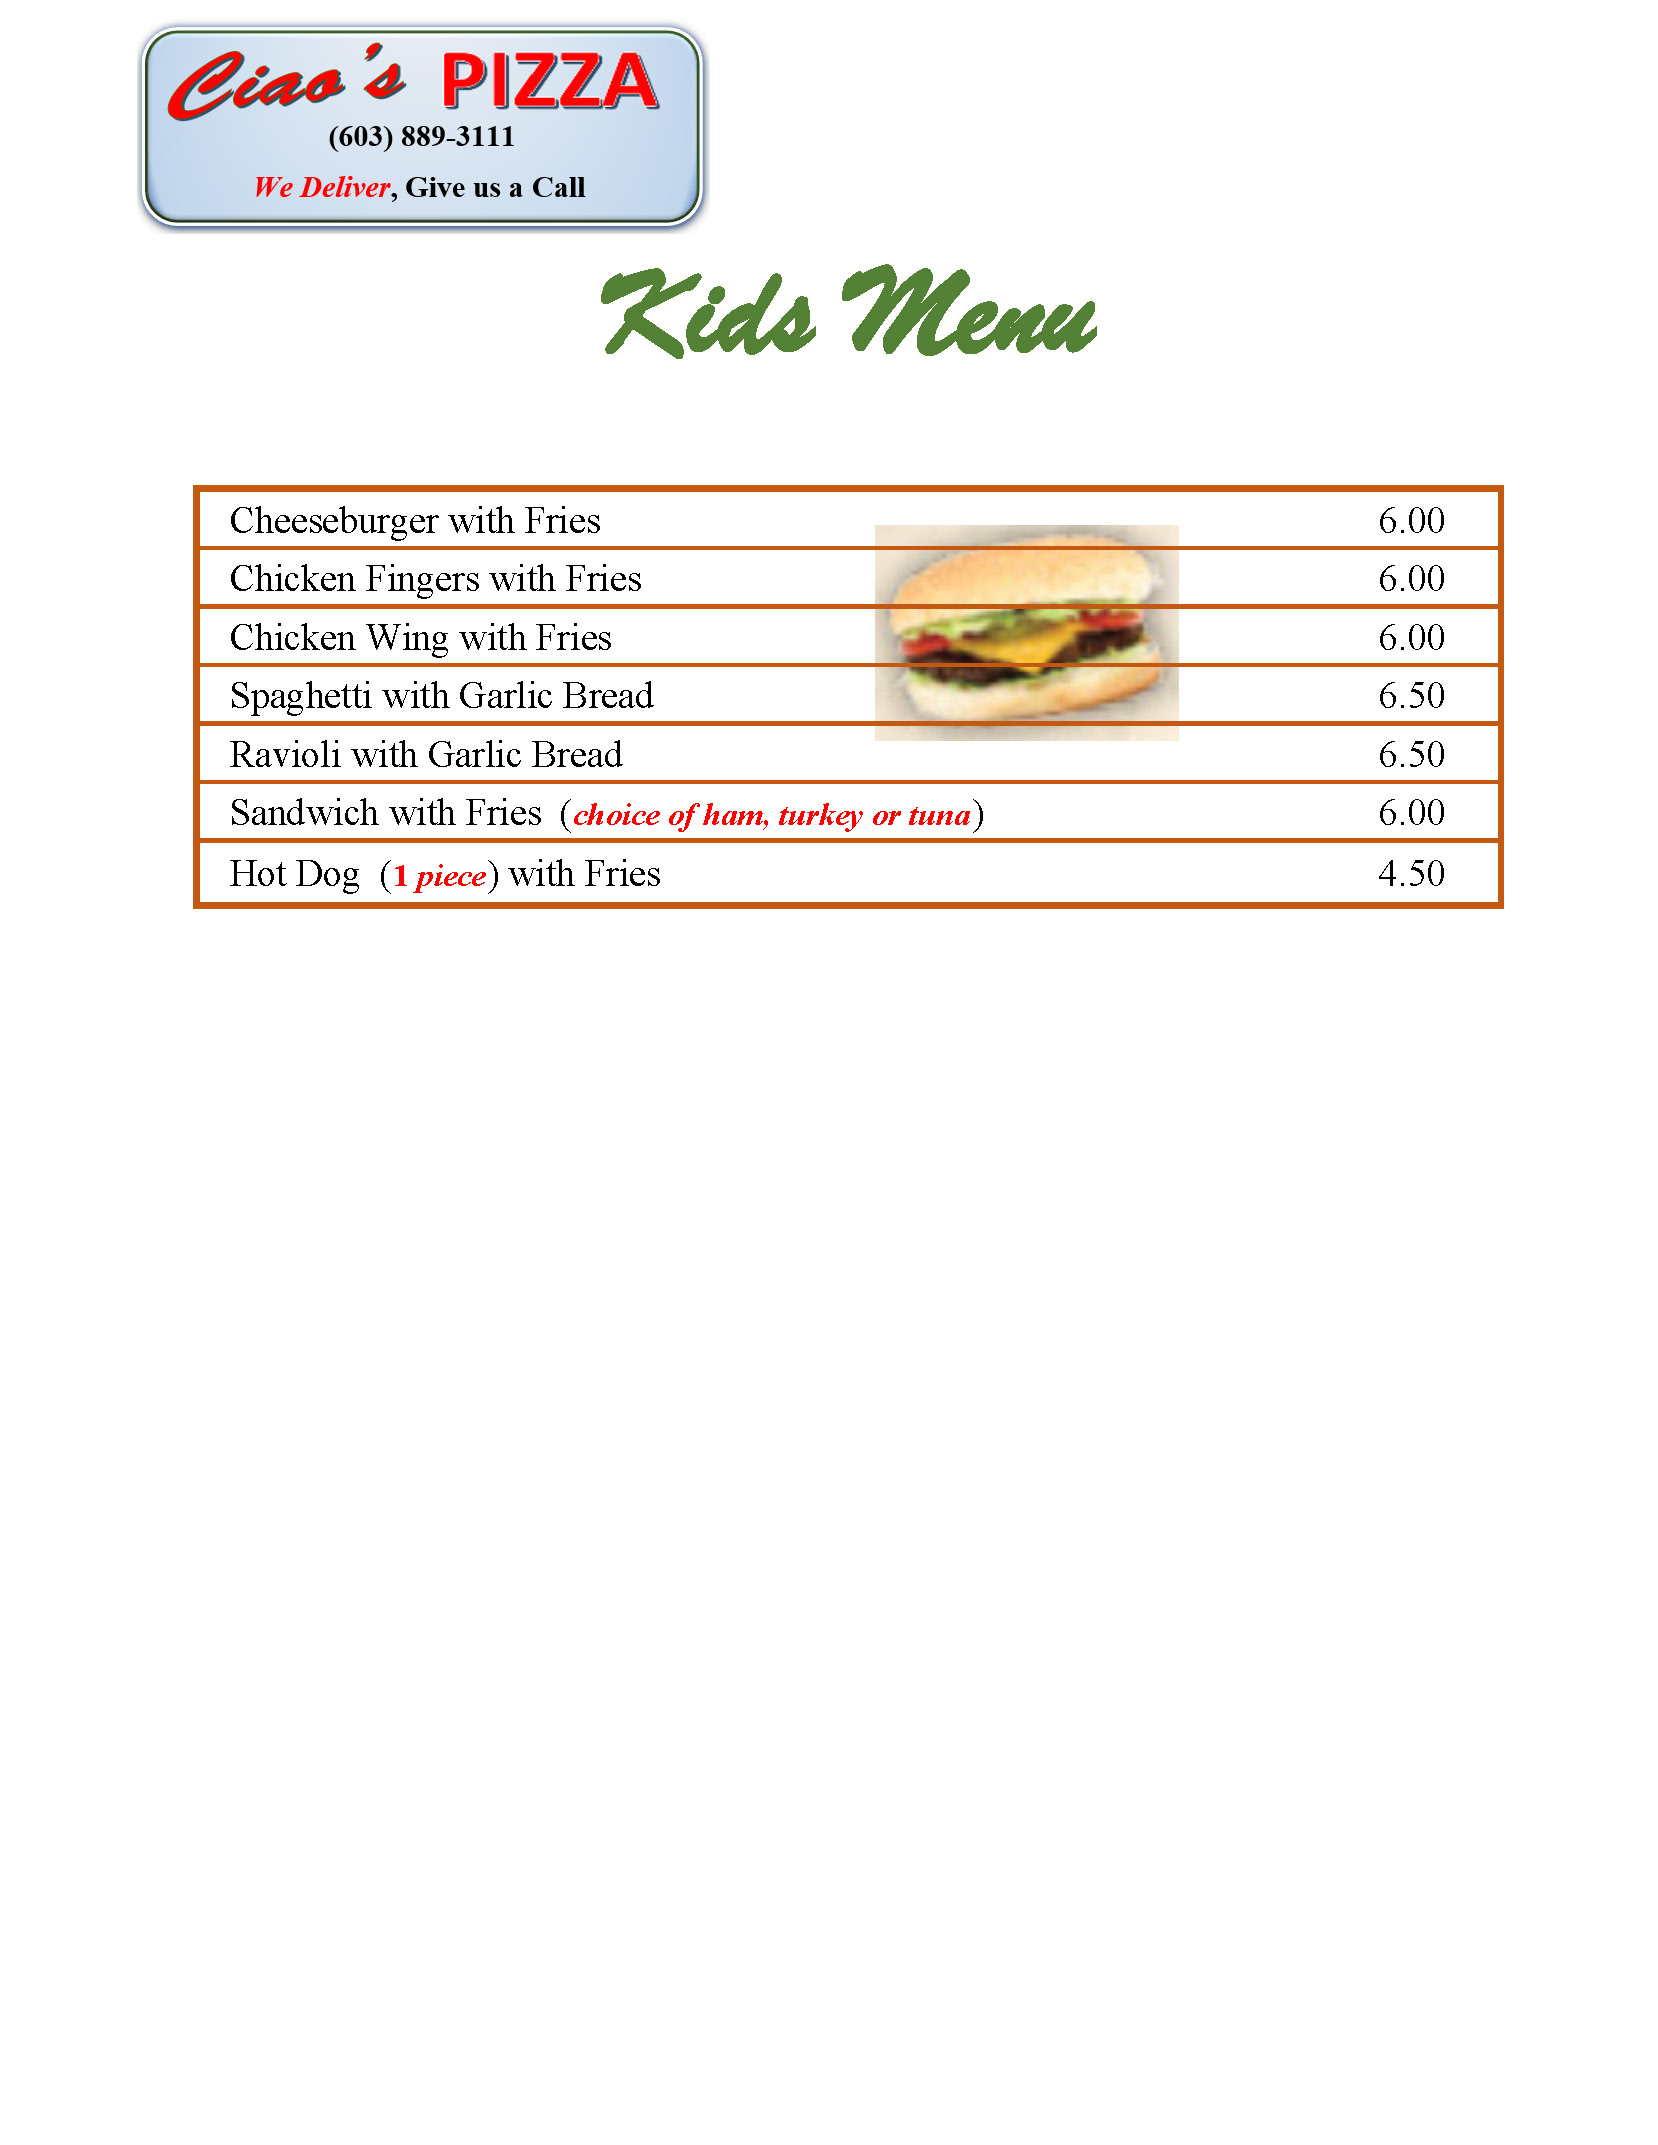 Ciao's PIZZA
(603) 889-3111
We Deliver, Give us a Call
Kids Menu
Cheeseburger with Fries 6.00
Chicken Fingers with Fries 6.00
Chicken Wing with Fries 6.00
Spaghetti with Garlic Bread 6.50
Ravioli with Garlic Bread 6.50
Sandwich with Fries (choice of ham, turkey or tuna) 6.00
Hot Dog (1 piece) with Fries 4.50